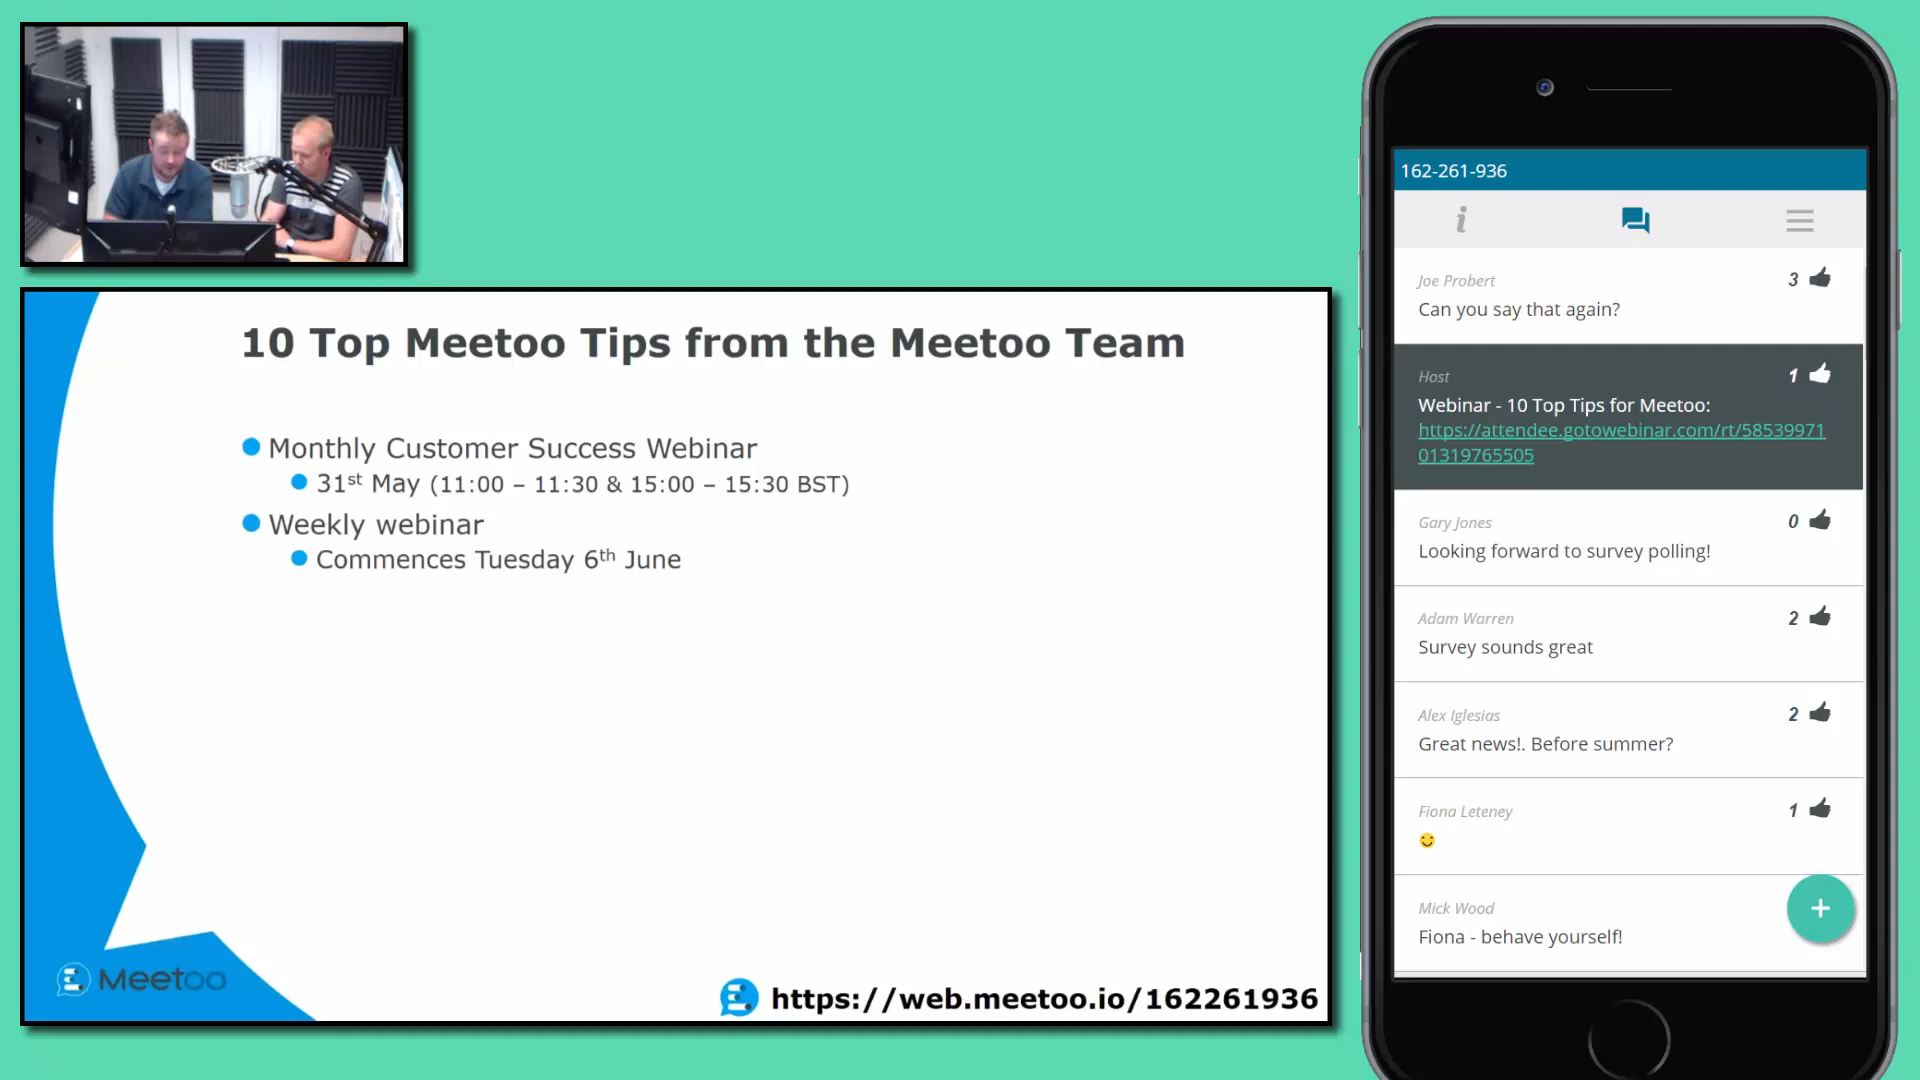 10 Top Meetoo Tips from the Meetoo Team
Monthly Customer Success Webinar
31st May (11:00 – 11:30 & 15:00 – 15:30 BST)
Weekly webinar
Commences Tuesday 6th June
Meetoo
https://web.meetoo.io/162261936
162-261-936
Joe Probert 3
Can you say that again?
Host 1
Webinar - 10 Top Tips for Meetoo:
https://attendee.gotowebinar.com/rt/58539971
01319765505
Gary Jones 0
Looking forward to survey polling!
Adam Warren 2
Survey sounds great
Alex Iglesias 2
Great news!. Before summer?
Fiona Leteney 1
Mick Wood
Fiona - behave yourself!